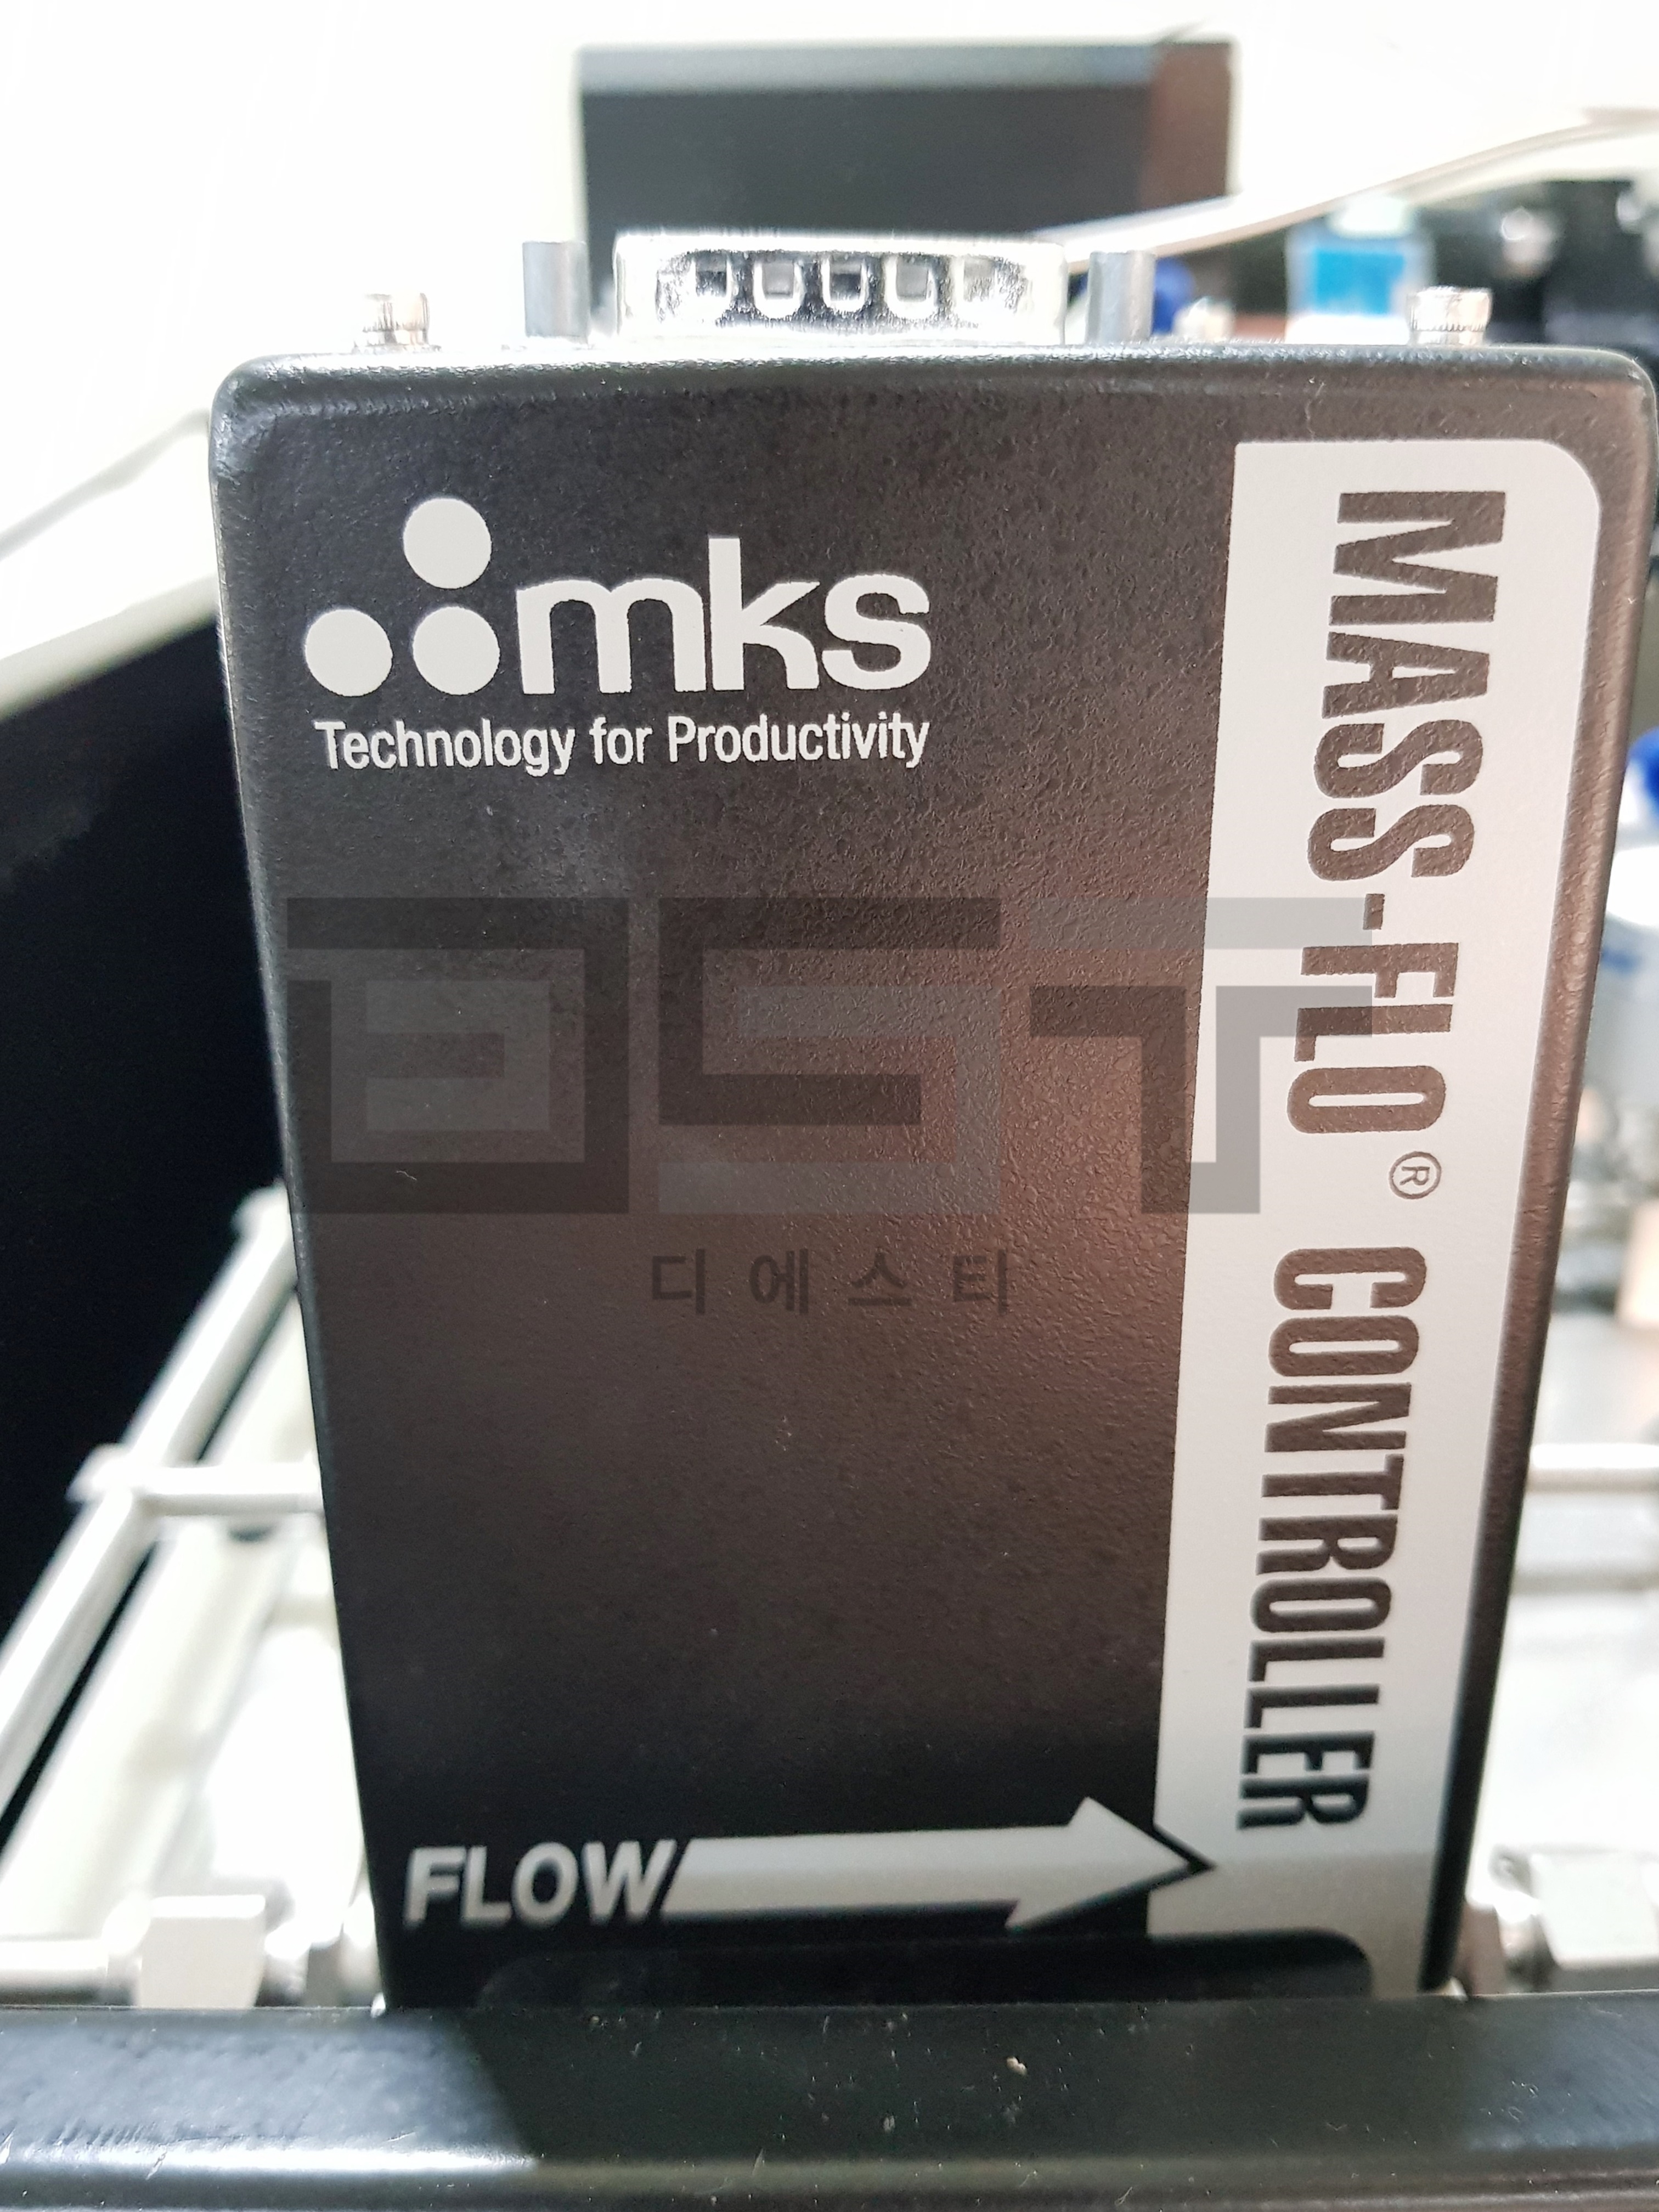 mks
Technology for Productivity
MASS-FLO® CONTROLLER
DST
디에스티
FLOW